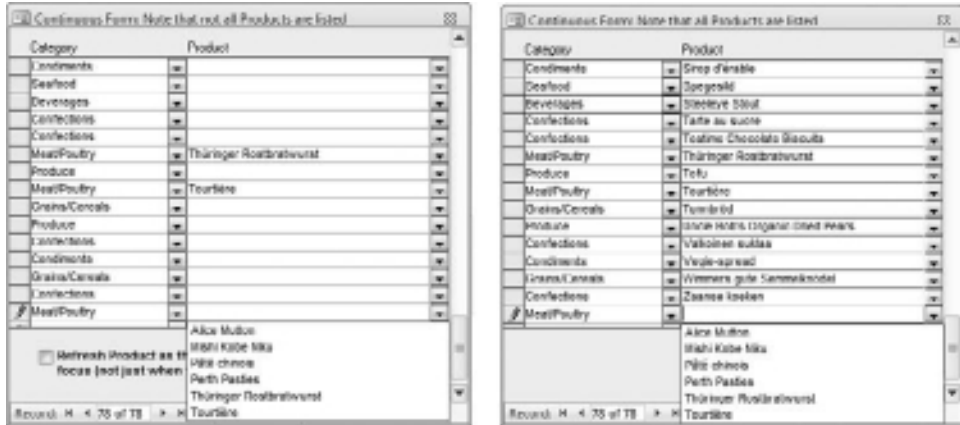 Continuous Form: Note that not all Products are listed
Category Product
Condiments
Seafood
Beverages
Confections
Confections
Meat/Poultry Thüringer Rostbratwurst
Produce
Meat/Poultry Tourtière
Grains/Cereals
Produce
Confections
Condiments
Grains/Cereals
Confections
Meat/Poultry
Alice Mutton
Mishi Kobe Niku
Pâté chinois
Perth Pasties
Thüringer Rostbratwurst
Tourtière
Refresh Product as th
focus (not just when
Record: 78 of 78
Continuous Form: Note that all Products are listed
Category Product
Condiments Sirop d'érable
Seafood Spegesild
Beverages Steeleye Stout
Confections Tarte au sucre
Confections Teatime Chocolate Biscuits
Meat/Poultry Thüringer Rostbratwurst
Produce Tofu
Meat/Poultry Tourtière
Grains/Cereals Tunnbröd
Produce Uncle Bob's Organic Dried Pears
Confections Valkoinen suklaa
Condiments Vegie-spread
Grains/Cereals Wimmers gute Semmelknödel
Confections Zaanse koeken
Meat/Poultry
Alice Mutton
Mishi Kobe Niku
Pâté chinois
Perth Pasties
Thüringer Rostbratwurst
Tourtière
Record: 78 of 78